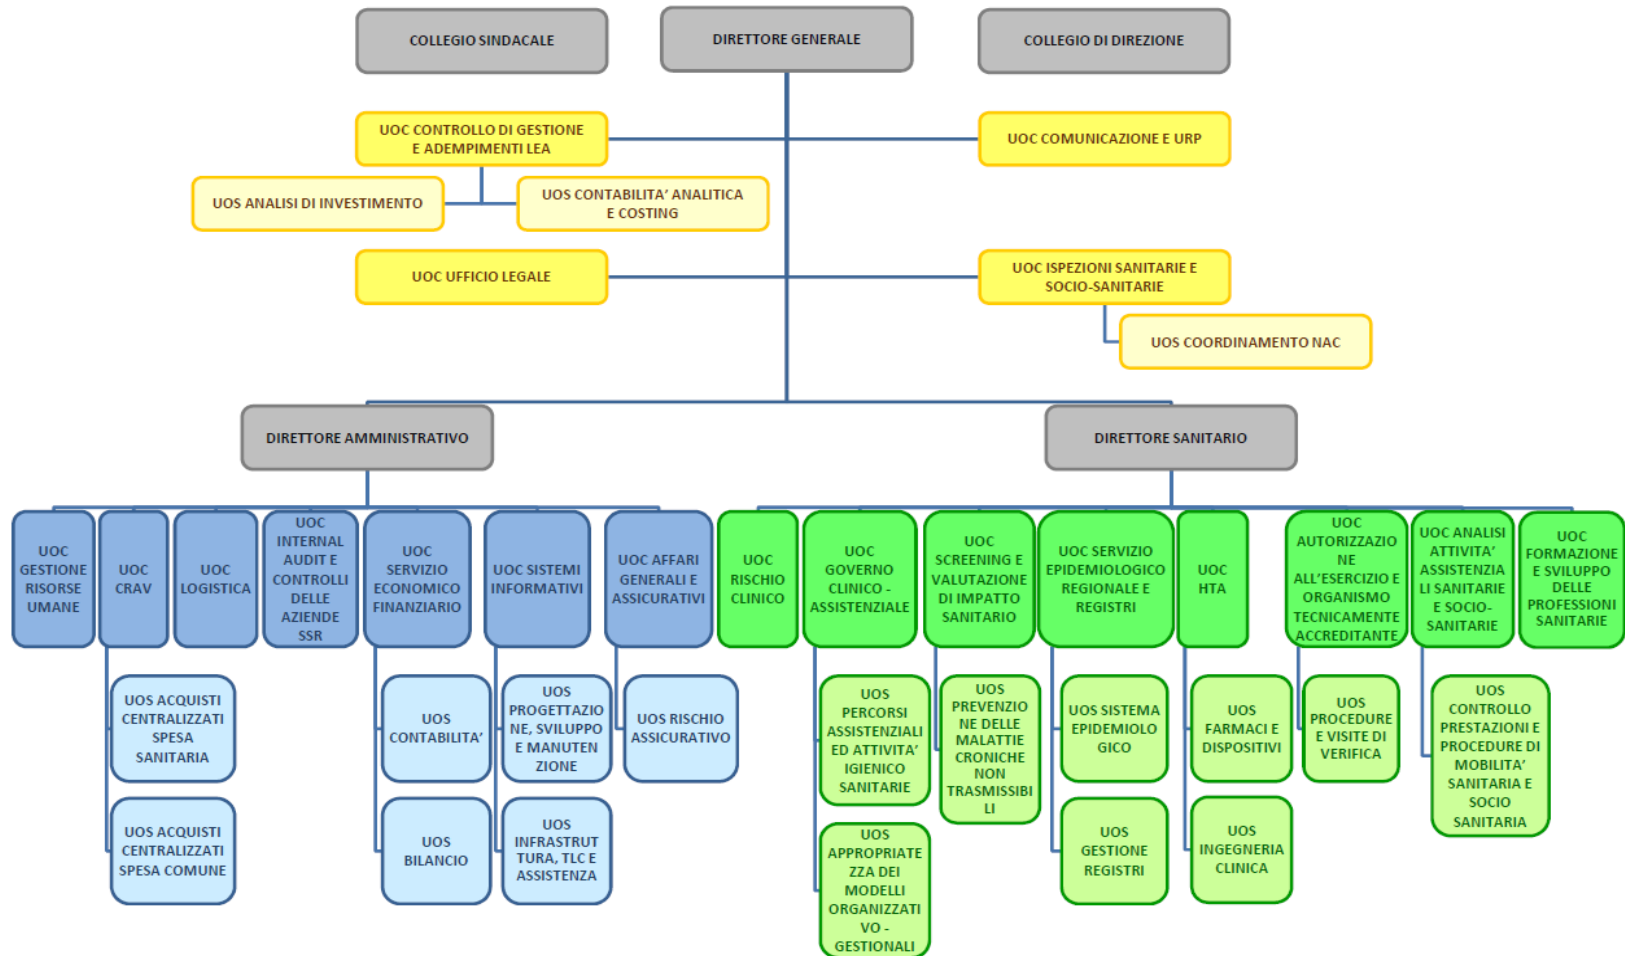 COLLEGIO SINDACALE
DIRETTORE GENERALE
COLLEGIO DI DIREZIONE
UOC CONTROLLO DI GESTIONE
E ADEMPIMENTI LEA
UOC COMUNICAZIONE E URP
UOS ANALISI DI INVESTIMENTO
UOS CONTABILITA’ ANALITICA
E COSTING
UOC UFFICIO LEGALE
UOC ISPEZIONI SANITARIE E
SOCIO-SANITARIE
UOS COORDINAMENTO NAC
DIRETTORE AMMINISTRATIVO
DIRETTORE SANITARIO
UOC
GESTIONE
RISORSE
UMANE
UOC
CRAV
UOC
LOGISTICA
UOC
INTERNAL
AUDIT E
CONTROLLI
DELLE
AZIENDE
SSR
UOC
SERVIZIO
ECONOMICO
FINANZIARIO
UOC SISTEMI
INFORMATIVI
UOC AFFARI
GENERALI E
ASSICURATIVI
UOC
RISCHIO
CLINICO
UOC
GOVERNO
CLINICO -
ASSISTENZIALE
UOC
SCREENING E
VALUTAZIONE
DI IMPATTO
SANITARIO
UOC SERVIZIO
EPIDEMIOLOGICO
REGIONALE E
REGISTRI
UOC
HTA
UOC
AUTORIZZAZIO
NE
ALL’ESERCIZIO E
ORGANISMO
TECNICAMENTE
ACCREDITANTE
UOC ANALISI
ATTIVITA’
ASSISTENZIA
LI SANITARIE
E SOCIO-
SANITARIE
UOC
FORMAZIONE
E SVILUPPO
DELLE
PROFESSIONI
SANITARIE
UOS ACQUISTI
CENTRALIZZATI
SPESA
SANITARIA
UOS
CONTABILITA’
UOS
PROGETTAZIO
NE, SVILUPPO
E MANUTEN
ZIONE
UOS RISCHIO
ASSICURATIVO
UOS
PERCORSI
ASSISTENZIALI
ED ATTIVITA’
IGIENICO
SANITARIE
UOS
PREVENZIO
NE DELLE
MALATTIE
CRONICHE
NON
TRASMISSIBI
LI
UOS SISTEMA
EPIDEMIOLO
GICO
UOS
FARMACI E
DISPOSITIVI
UOS
PROCEDURE
E VISITE DI
VERIFICA
UOS
CONTROLLO
PRESTAZIONI E
PROCEDURE DI
MOBILITA’
SANITARIA E
SOCIO
SANITARIA
UOS ACQUISTI
CENTRALIZZATI
SPESA COMUNE
UOS
BILANCIO
UOS
INFRASTRUT
TURA, TLC E
ASSISTENZA
UOS
APPROPRIATE
ZZA DEI
MODELLI
ORGANIZZATI
VO -
GESTIONALI
UOS
GESTIONE
REGISTRI
UOS
INGEGNERIA
CLINICA